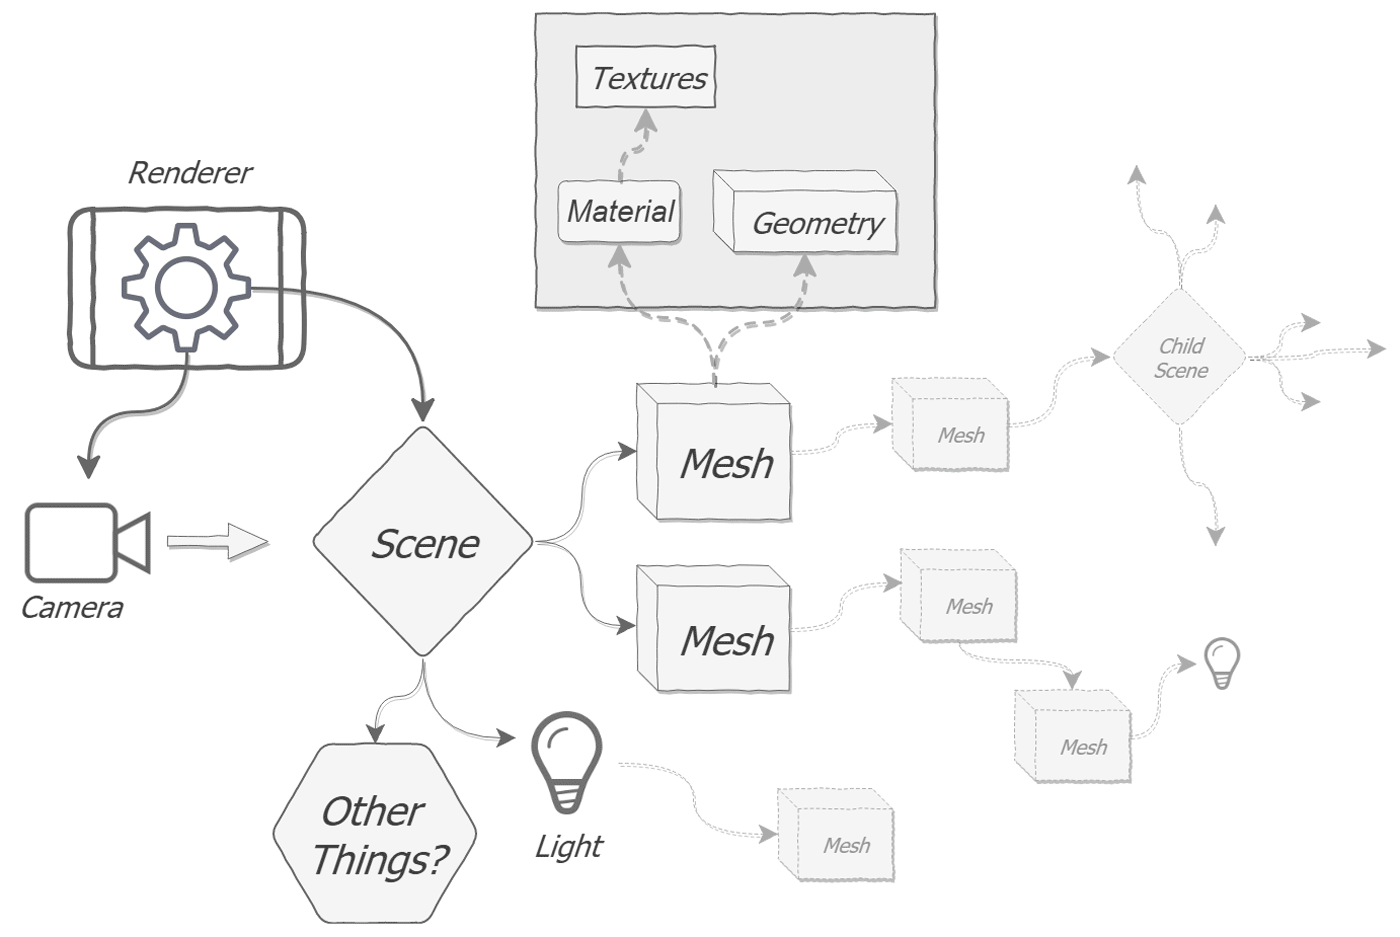 Textures
Renderer
Material
Geometry
Child
Scene
Mesh
Mesh
Scene
Camera
Mesh
Mesh
Mesh
Other
Things?
Light
Mesh